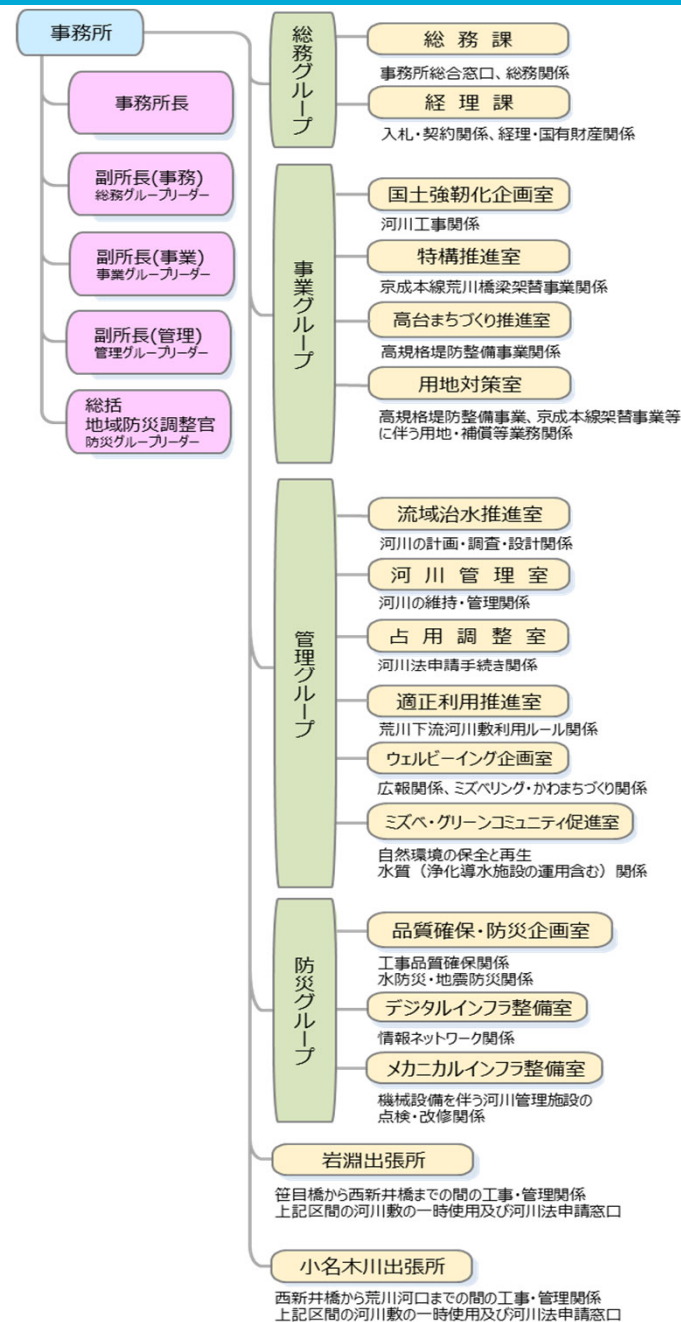 事務所
事務所長
副所長(事務)
総務グループリーダー
副所長(事業)
事業グループリーダー
副所長(管理)
管理グループリーダー
総括
地域防災調整官
防災グループリーダー
総務グループ
総務課
事務所総合窓口、総務関係
経理課
入札・契約関係、経理・国有財産関係
事業グループ
国土強靭化企画室
河川工事関係
特構推進室
京成本線荒川橋梁架替事業関係
高台まちづくり推進室
高規格堤防整備事業関係
用地対策室
高規格堤防整備事業、京成本線架替事業等
に伴う用地・補償等業務関係
管理グループ
流域治水推進室
河川の計画・調査・設計関係
河川管理室
河川の維持・管理関係
占用調整室
河川法申請手続き関係
適正利用推進室
荒川下流河川敷利用ルール関係
ウェルビーイング企画室
広報関係、ミズベリング・かわまちづくり関係
ミズベ・グリーンコミュニティ促進室
自然環境の保全と再生
水質（浄化導水施設の運用含む）関係
防災グループ
品質確保・防災企画室
工事品質確保関係
水防災・地震防災関係
デジタルインフラ整備室
情報ネットワーク関係
メカニカルインフラ整備室
機械設備を伴う河川管理施設の
点検・改修関係
岩淵出張所
笹目橋から西新井橋までの間の工事・管理関係
上記区間の河川敷の一時使用及び河川法申請窓口
小名木川出張所
西新井橋から荒川河口までの間の工事・管理関係
上記区間の河川敷の一時使用及び河川法申請窓口